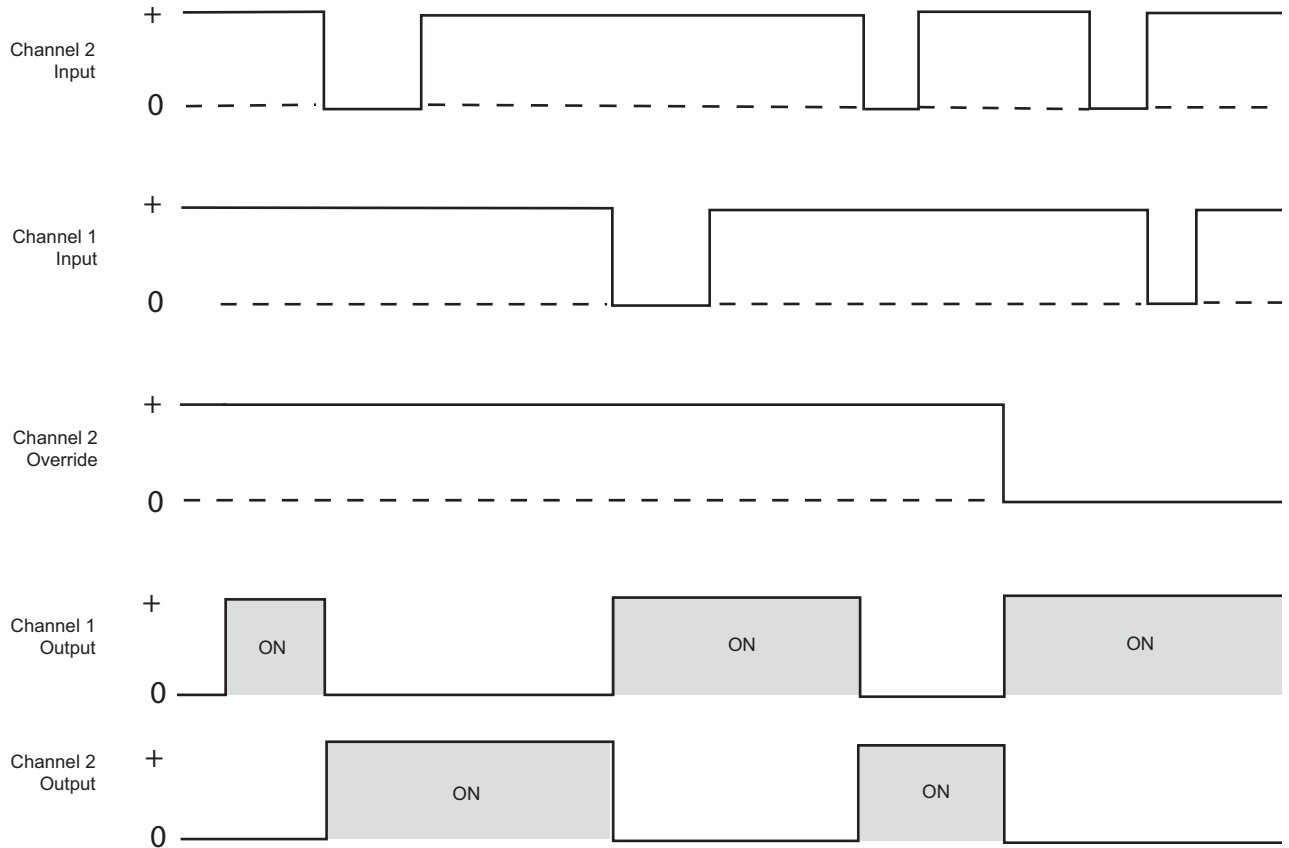 +
Channel 2
Input
0
+
Channel 1
Input
0
+
Channel 2
Override
0
+
Channel 1
Output
ON
ON
ON
0
+
Channel 2
Output
ON
ON
0